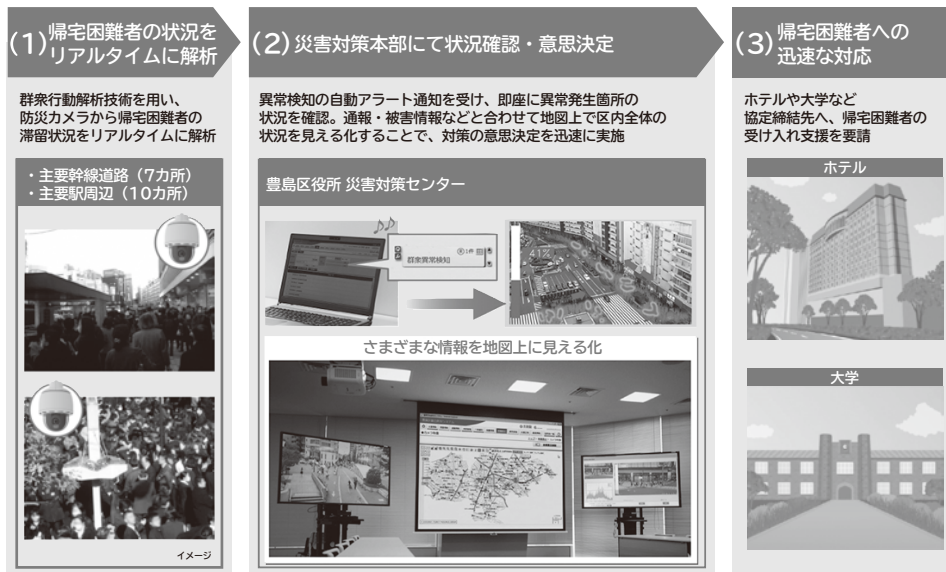 (1)帰宅困難者の状況を
リアルタイムに解析
群衆行動解析技術を用い、
防災カメラから帰宅困難者の
滞留状況をリアルタイムに解析
・主要幹線道路（7カ所）
・主要駅周辺（10カ所）
イメージ
(2)災害対策本部にて状況確認・意思決定
異常検知の自動アラート通知を受け、即座に異常発生箇所の
状況を確認。通報・被害情報などと合わせて地図上で区内全体の
状況を見える化することで、対策の意思決定を迅速に実施
豊島区役所 災害対策センター
群衆異常検知
さまざまな情報を地図上に見える化
(3)帰宅困難者への
迅速な対応
ホテルや大学など
協定締結先へ、帰宅困難者の
受け入れ支援を要請
ホテル
大学